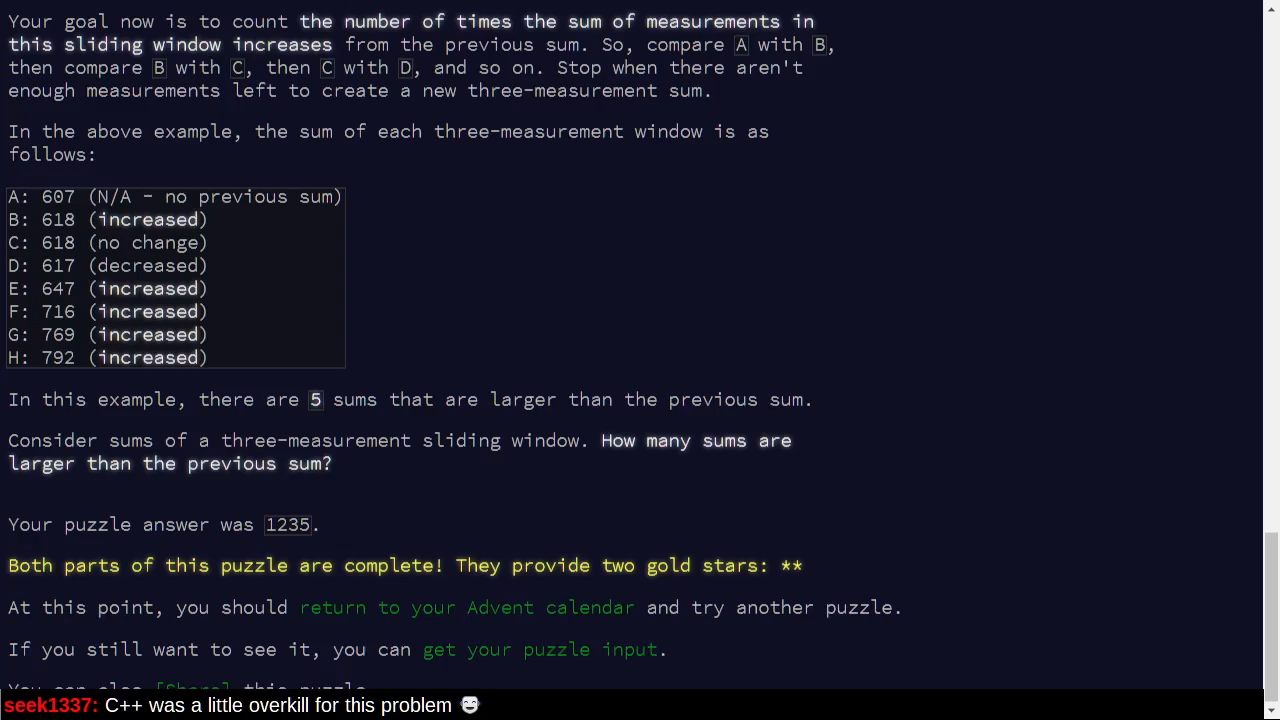 Your goal now is to count the number of times the sum of measurements in
this sliding window increases from the previous sum. So, compare A with B,
then compare B with C, then C with D, and so on. Stop when there aren't
enough measurements left to create a new three-measurement sum.
In the above example, the sum of each three-measurement window is as
follows:
A: 607 (N/A - no previous sum)
B: 618 (increased)
C: 618 (no change)
D: 617 (decreased)
E: 647 (increased)
F: 716 (increased)
G: 769 (increased)
H: 792 (increased)
In this example, there are 5 sums that are larger than the previous sum.
Consider sums of a three-measurement sliding window. How many sums are
larger than the previous sum?
Your puzzle answer was 1235.
Both parts of this puzzle are complete! They provide two gold stars: **
At this point, you should return to your Advent calendar and try another puzzle.
If you still want to see it, you can get your puzzle input.
You can also [Share] this puzzle
seek1337: C++ was a little overkill for this problem